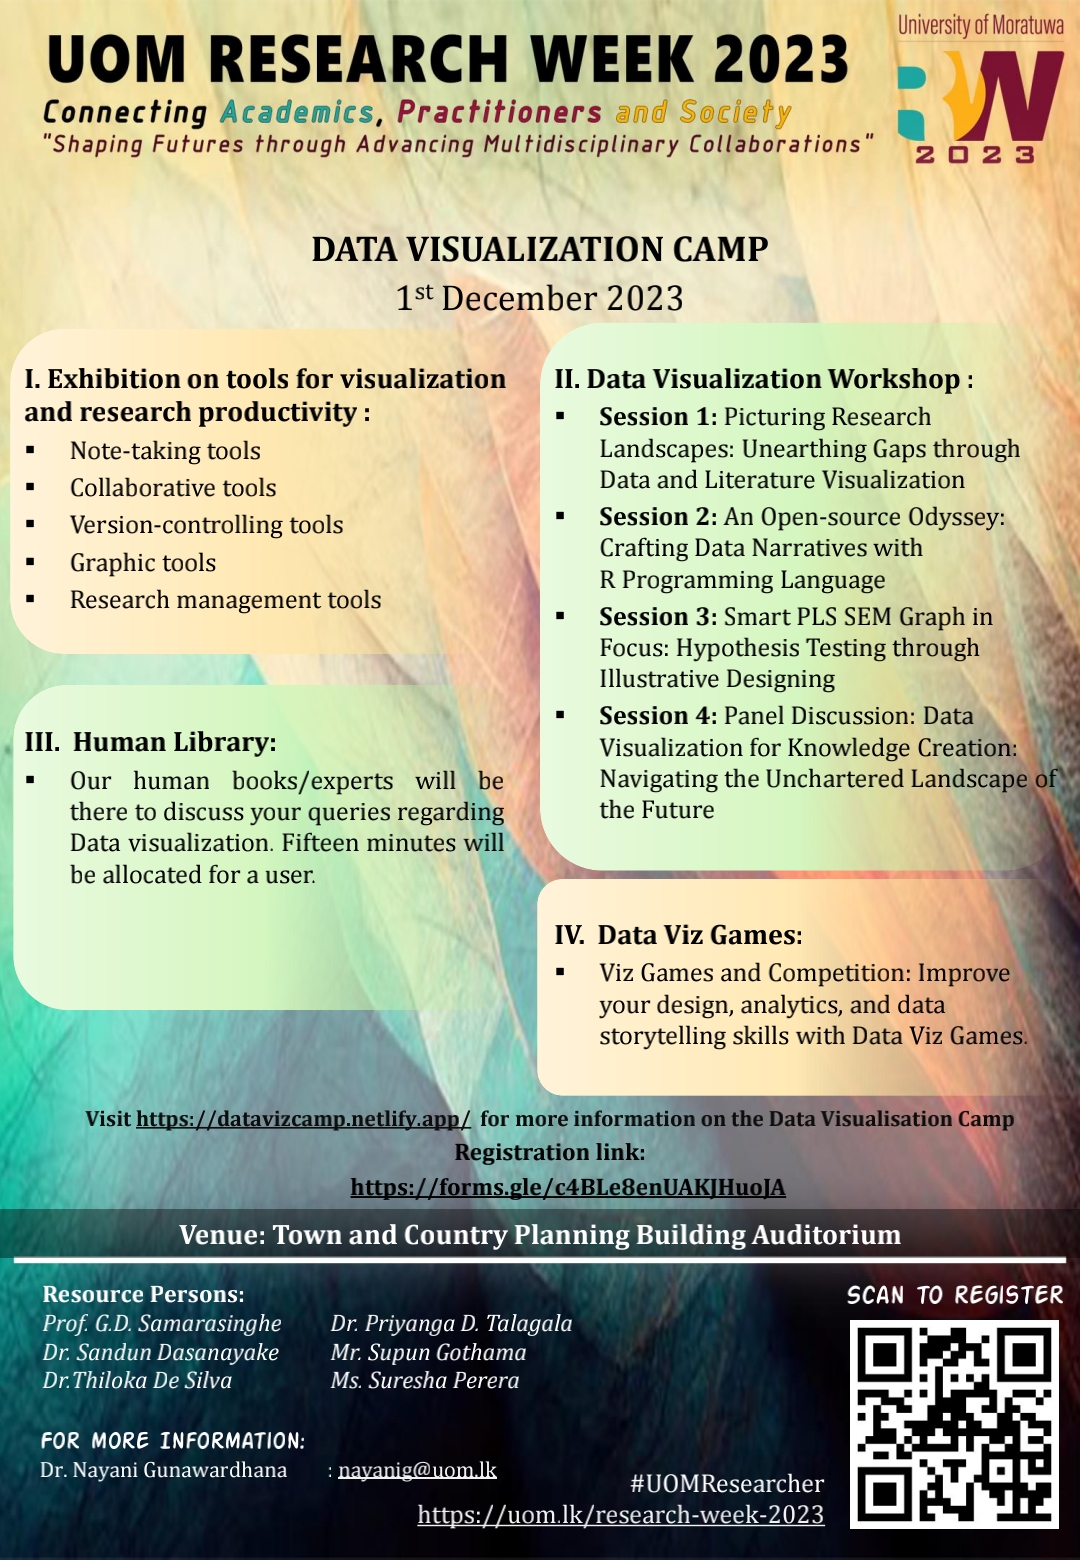 University of Moratuwa
UOM RESEARCH WEEK 2023
Connecting Academics, Practitioners and Society
"Shaping Futures through Advancing Multidisciplinary Collaborations"
RW
2023
DATA VISUALIZATION CAMP
1st December 2023
I. Exhibition on tools for visualization
and research productivity :
▪ Note-taking tools
▪ Collaborative tools
▪ Version-controlling tools
▪ Graphic tools
▪ Research management tools
II. Data Visualization Workshop :
▪ Session 1: Picturing Research
Landscapes: Unearthing Gaps through
Data and Literature Visualization
▪ Session 2: An Open-source Odyssey:
Crafting Data Narratives with
R Programming Language
▪ Session 3: Smart PLS SEM Graph in
Focus: Hypothesis Testing through
Illustrative Designing
▪ Session 4: Panel Discussion: Data
Visualization for Knowledge Creation:
Navigating the Unchartered Landscape of
the Future
III. Human Library:
▪ Our human books/experts will be
there to discuss your queries regarding
Data visualization. Fifteen minutes will
be allocated for a user.
IV. Data Viz Games:
▪ Viz Games and Competition: Improve
your design, analytics, and data
storytelling skills with Data Viz Games.
Visit https://datavizcamp.netlify.app/ for more information on the Data Visualisation Camp
Registration link:
https://forms.gle/c4BLe8enUAKJHuoJA
Venue: Town and Country Planning Building Auditorium
Resource Persons:
Prof. G.D. Samarasinghe
Dr. Sandun Dasanayake
Dr.Thiloka De Silva
Dr. Priyanga D. Talagala
Mr. Supun Gothama
Ms. Suresha Perera
SCAN TO REGISTER
FOR MORE INFORMATION:
Dr. Nayani Gunawardhana : nayanig@uom.lk
#UOMResearcher
https://uom.lk/research-week-2023